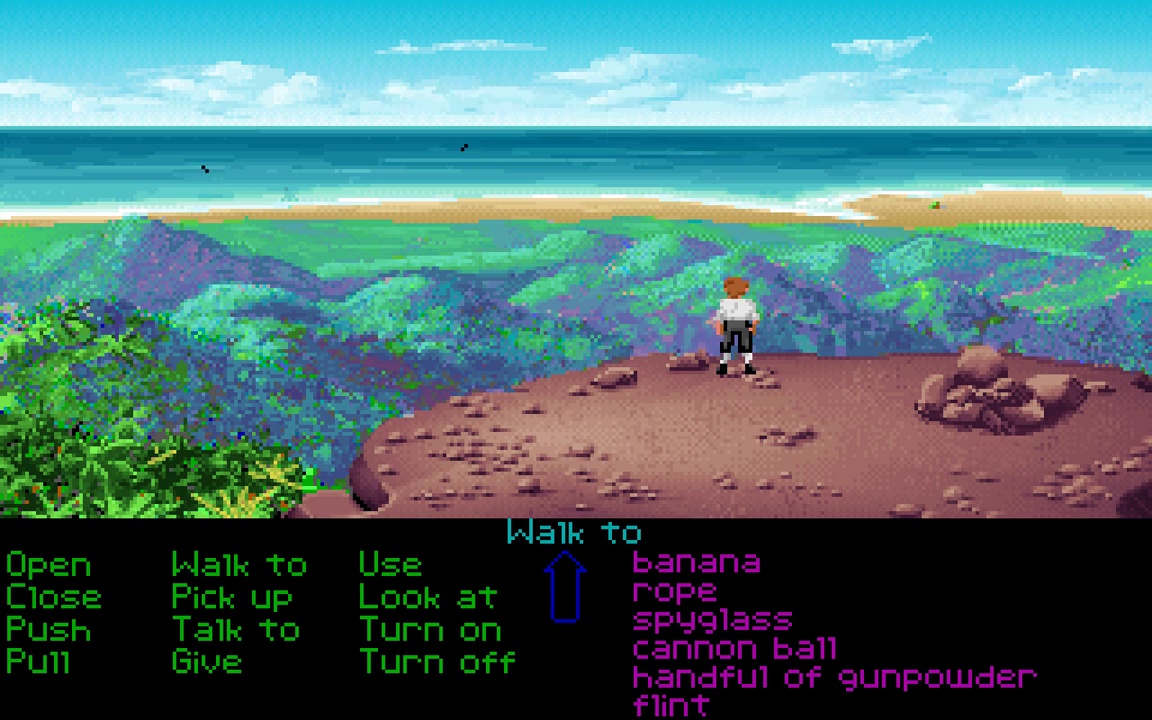 Walk to
Open Walk to Use
Close Pick up Look at
Push Talk to Turn on
Pull Give Turn off
banana
rope
spyglass
cannon ball
handful of gunpowder
flint